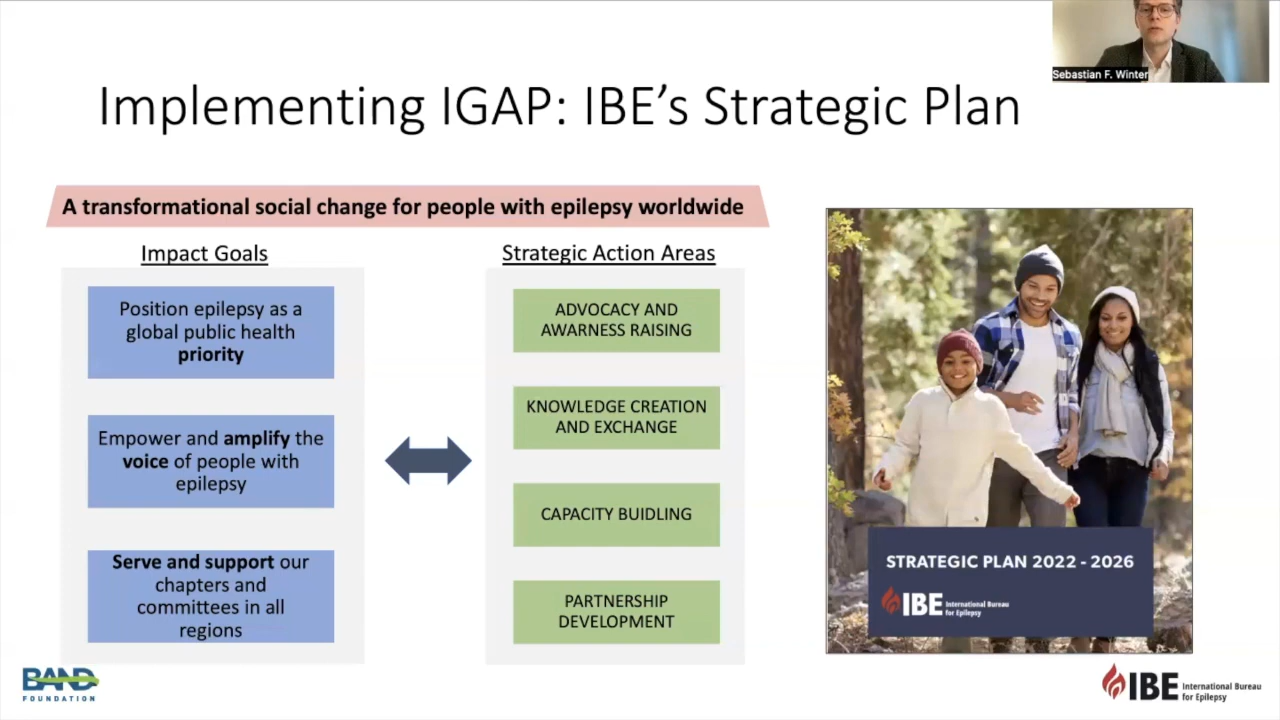 Sebastian F. Winter
Implementing IGAP: IBE’s Strategic Plan
A transformational social change for people with epilepsy worldwide
Impact Goals
Position epilepsy as a
global public health
priority
Empower and amplify the
voice of people with
epilepsy
Serve and support our
chapters and
committees in all
regions
Strategic Action Areas
ADVOCACY AND
AWARNESS RAISING
KNOWLEDGE CREATION
AND EXCHANGE
CAPACITY BUIDLING
PARTNERSHIP
DEVELOPMENT
STRATEGIC PLAN 2022 - 2026
IBE International Bureau
for Epilepsy
BAND
FOUNDATION
IBE International Bureau
for Epilepsy